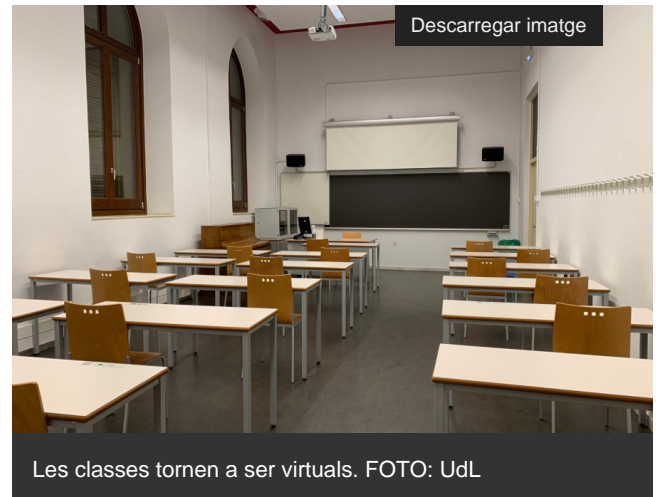 Descarregar imatge
Les classes tornen a ser virtuals. FOTO: UdL